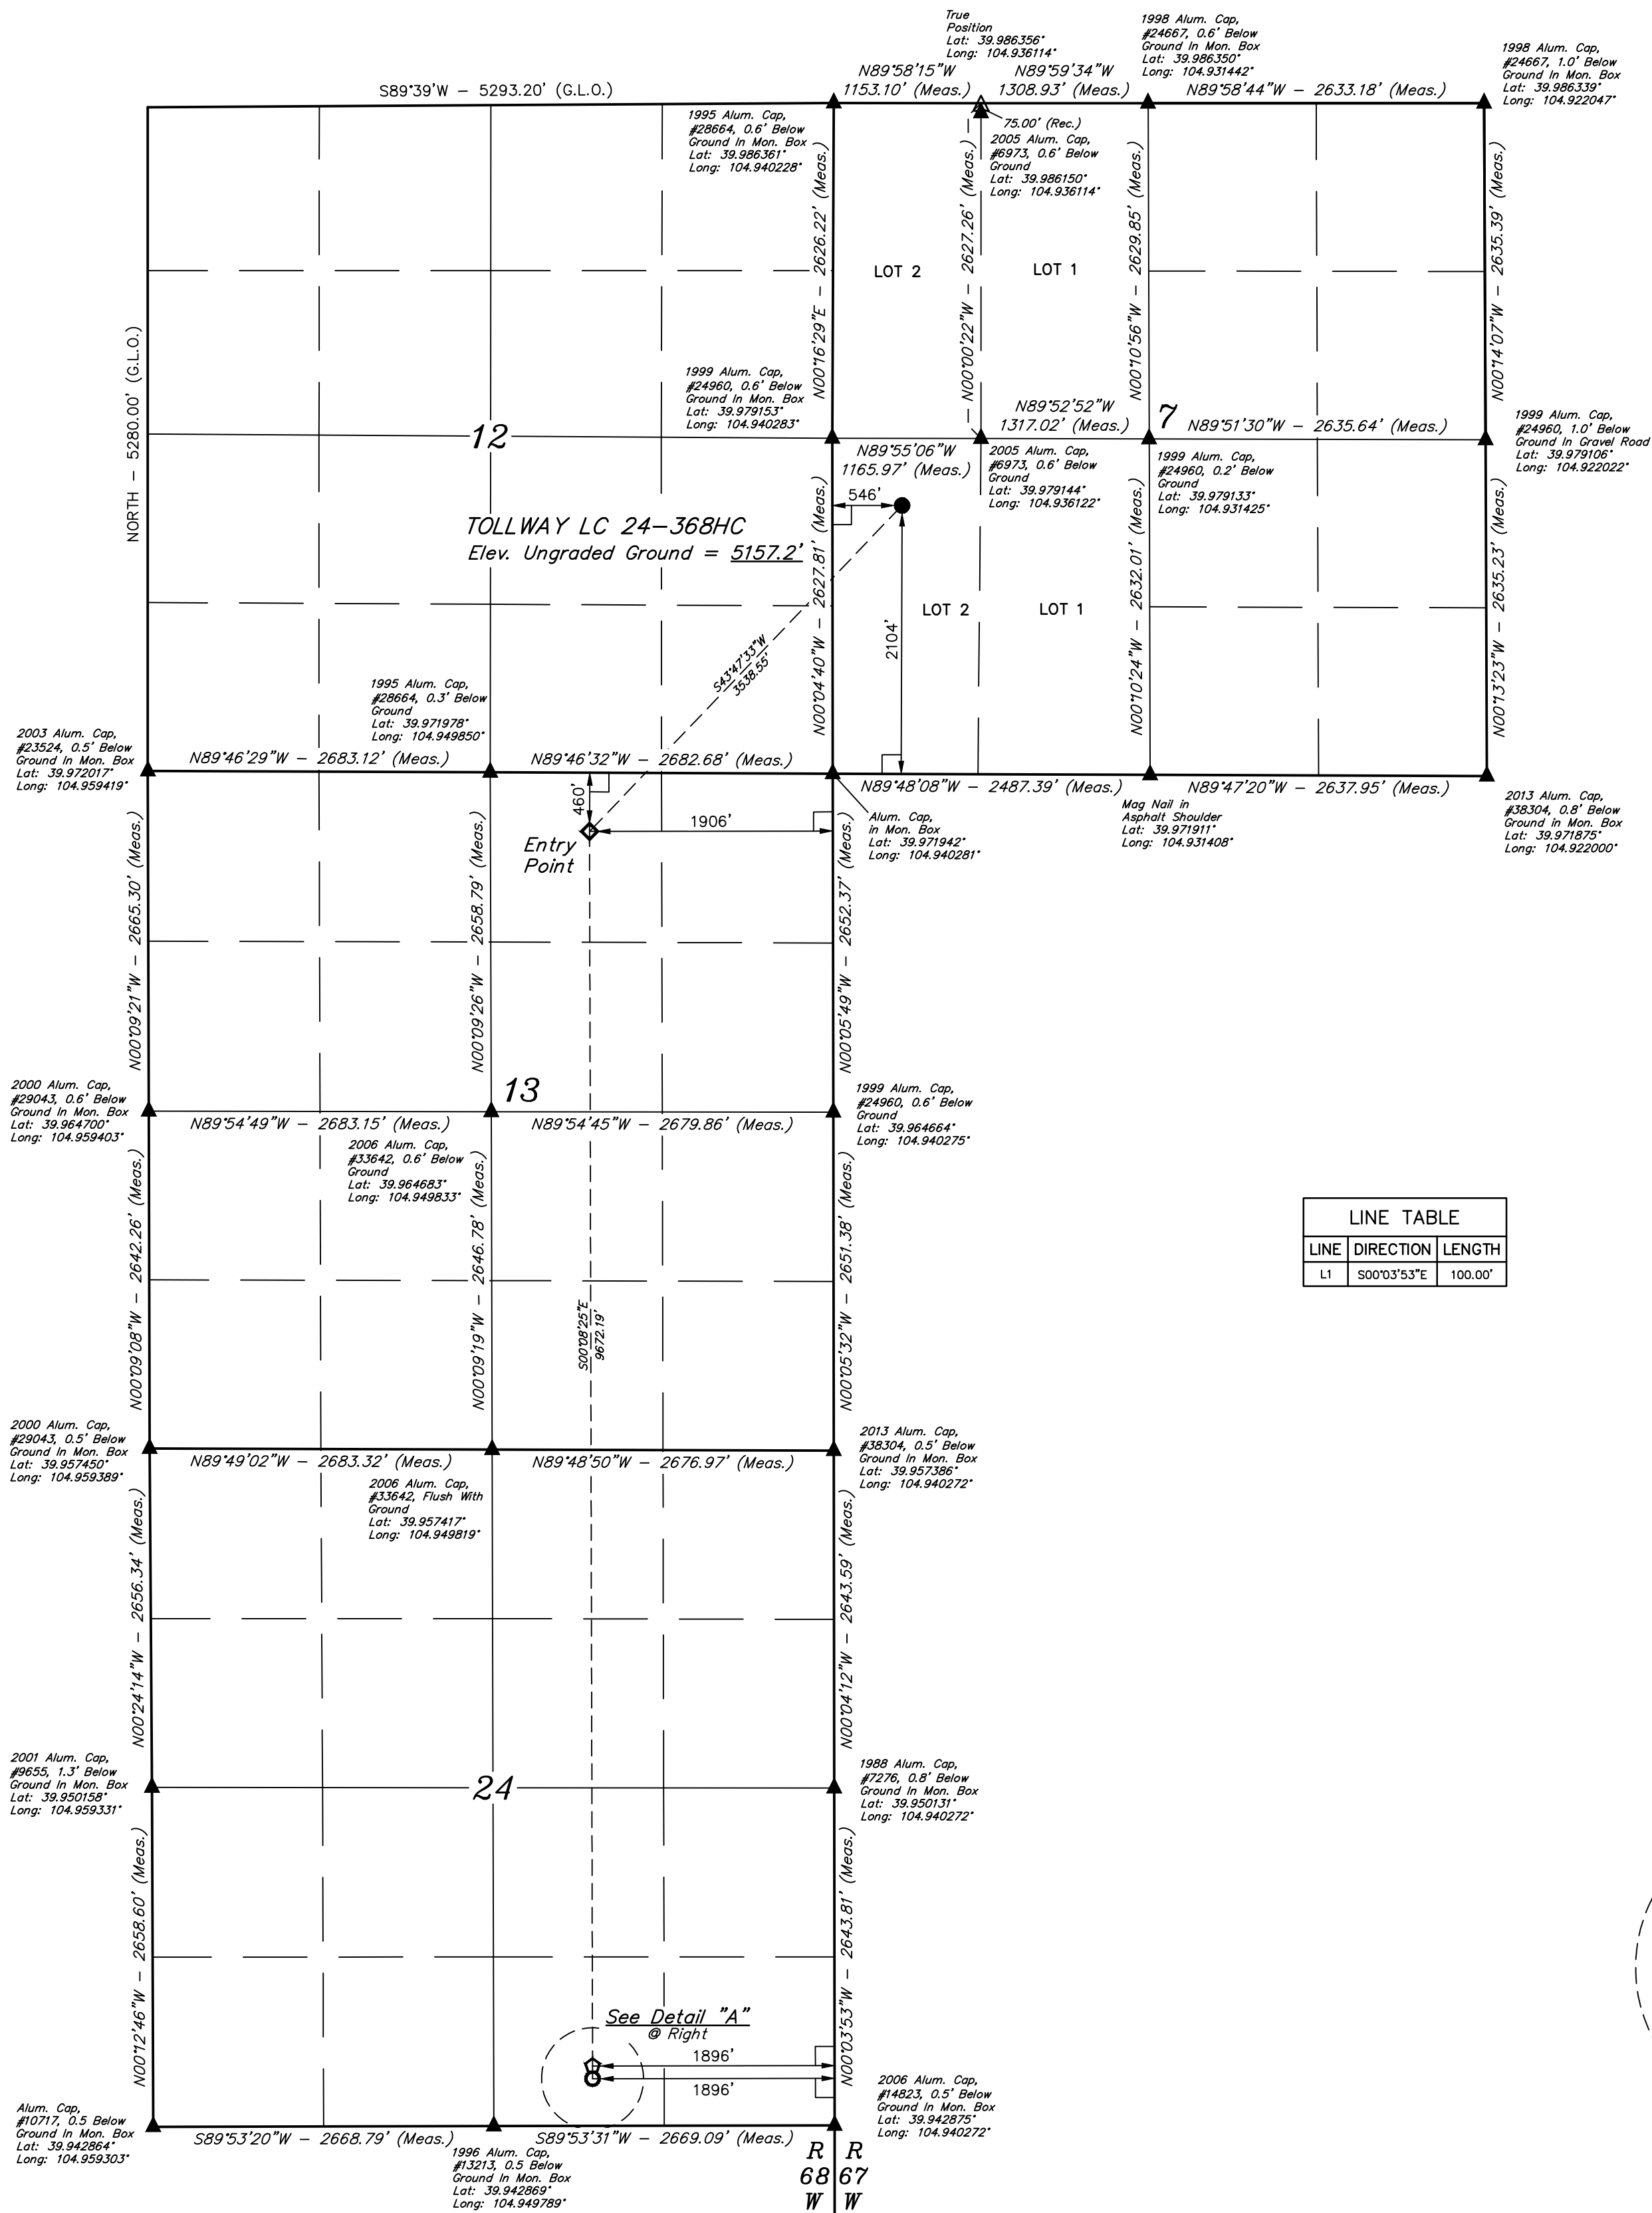 True
Position
Lat: 39.986356°
Long: 104.936114°
1998 Alum. Cap,
#24667, 0.6' Below
Ground In Mon. Box
Lat: 39.986350°
Long: 104.931442°
1998 Alum. Cap,
#24667, 1.0' Below
Ground In Mon. Box
Lat: 39.986339°
Long: 104.922047°
S89°39'W – 5293.20' (G.L.O.)
N89°58'15"W
1153.10' (Meas.)
N89°59'34"W
1308.93' (Meas.)
N89°58'44"W – 2633.18' (Meas.)
1995 Alum. Cap,
#28664, 0.6' Below
Ground In Mon. Box
Lat: 39.986361°
Long: 104.940228°
75.00' (Rec.)
2005 Alum. Cap,
#6973, 0.6' Below
Ground
Lat: 39.986150°
Long: 104.936114°
NORTH – 5280.00' (G.L.O.)
N00°16'29"E – 2626.22' (Meas.)
N00°00'22"W – 2627.26' (Meas.)
N00°10'56"W – 2629.85' (Meas.)
N00°14'07"W – 2635.39' (Meas.)
LOT 2
LOT 1
1999 Alum. Cap,
#24960, 0.6' Below
Ground In Mon. Box
Lat: 39.979153°
Long: 104.940283°
12
N89°52'52"W
1317.02' (Meas.)
7
N89°51'30"W – 2635.64' (Meas.)
1999 Alum. Cap,
#24960, 1.0' Below
Ground In Gravel Road
Lat: 39.979106°
Long: 104.922022°
N89°55'06"W
1165.97' (Meas.)
2005 Alum. Cap,
#6973, 0.6' Below
Ground
Lat: 39.979144°
Long: 104.936122°
1999 Alum. Cap,
#24960, 0.2' Below
Ground
Lat: 39.979133°
Long: 104.931425°
546'
TOLLWAY LC 24–368HC
Elev. Ungraded Ground = 5157.2'
N00°04'40"W – 2627.81' (Meas.)
2104'
LOT 2
LOT 1
N00°10'24"W – 2632.01' (Meas.)
N00°13'23"W – 2635.23' (Meas.)
S43°47'33"W
3538.55'
1995 Alum. Cap,
#28664, 0.3' Below
Ground
Lat: 39.971978°
Long: 104.949850°
2003 Alum. Cap,
#23524, 0.5' Below
Ground In Mon. Box
Lat: 39.972017°
Long: 104.959419°
N89°46'29"W – 2683.12' (Meas.)
N89°46'32"W – 2682.68' (Meas.)
N89°48'08"W – 2487.39' (Meas.)
N89°47'20"W – 2637.95' (Meas.)
460'
1906'
Entry
Point
Alum. Cap,
in Mon. Box
Lat: 39.971942°
Long: 104.940281°
Mag Nail in
Asphalt Shoulder
Lat: 39.971911°
Long: 104.931408°
2013 Alum. Cap,
#38304, 0.8' Below
Ground in Mon. Box
Lat: 39.971875°
Long: 104.922000°
N00°09'21"W – 2665.30' (Meas.)
N00°09'26"W – 2658.79' (Meas.)
N00°05'49"W – 2652.37' (Meas.)
2000 Alum. Cap,
#29043, 0.6' Below
Ground In Mon. Box
Lat: 39.964700°
Long: 104.959403°
13
1999 Alum. Cap,
#24960, 0.6' Below
Ground
Lat: 39.964664°
Long: 104.940275°
N89°54'49"W – 2683.15' (Meas.)
N89°54'45"W – 2679.86' (Meas.)
2006 Alum. Cap,
#33642, 0.6' Below
Ground
Lat: 39.964683°
Long: 104.949833°
N00°09'08"W – 2642.26' (Meas.)
N00°09'19"W – 2646.78' (Meas.)
S00°08'25"E
9672.19'
N00°05'32"W – 2651.38' (Meas.)
LINE TABLE
LINE DIRECTION LENGTH
L1 S00°03'53"E 100.00'
2000 Alum. Cap,
#29043, 0.5' Below
Ground In Mon. Box
Lat: 39.957450°
Long: 104.959389°
N89°49'02"W – 2683.32' (Meas.)
N89°48'50"W – 2676.97' (Meas.)
2013 Alum. Cap,
#38304, 0.5' Below
Ground In Mon. Box
Lat: 39.957386°
Long: 104.940272°
2006 Alum. Cap,
#33642, Flush With
Ground
Lat: 39.957417°
Long: 104.949819°
N00°24'14"W – 2656.34' (Meas.)
N00°04'12"W – 2643.59' (Meas.)
2001 Alum. Cap,
#9655, 1.3' Below
Ground In Mon. Box
Lat: 39.950158°
Long: 104.959331°
24
1988 Alum. Cap,
#7276, 0.8' Below
Ground In Mon. Box
Lat: 39.950131°
Long: 104.940272°
N00°12'46"W – 2658.60' (Meas.)
N00°03'53"W – 2643.81' (Meas.)
See Detail "A"
@ Right
1896'
1896'
Alum. Cap,
#10717, 0.5 Below
Ground In Mon. Box
Lat: 39.942864°
Long: 104.959303°
S89°53'20"W – 2668.79' (Meas.)
S89°53'31"W – 2669.09' (Meas.)
2006 Alum. Cap,
#14823, 0.5' Below
Ground In Mon. Box
Lat: 39.942875°
Long: 104.940272°
1996 Alum. Cap,
#13213, 0.5 Below
Ground In Mon. Box
Lat: 39.942869°
Long: 104.949789°
R R
68 67
W W